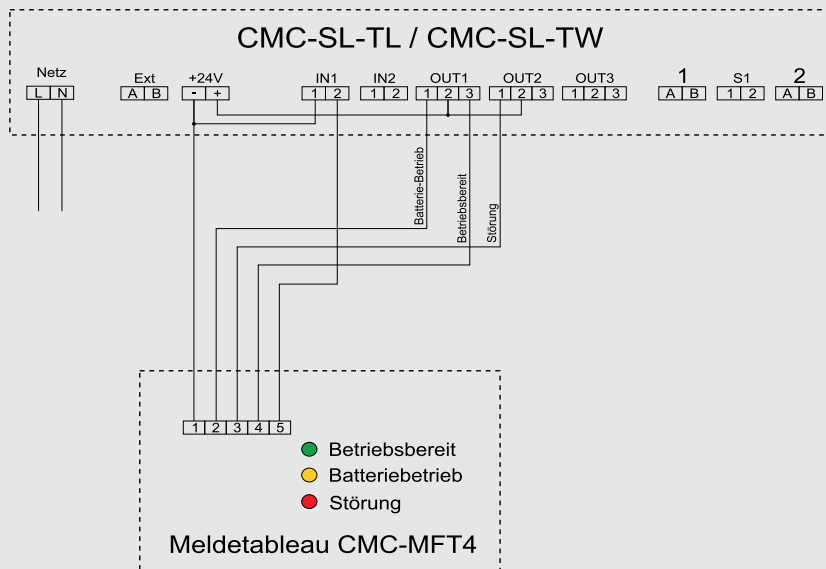 CMC-SL-TL / CMC-SL-TW
Netz Ext +24V IN1 IN2 OUT1 OUT2 OUT3 1 S1 2
L N A B - + 1 2 1 2 1 2 3 1 2 3 1 2 3 A B 1 2 A B
Batterie-Betrieb
Betriebsbereit
Störung
1 2 3 4 5
Betriebsbereit
Batteriebetrieb
Störung
Meldetableau CMC-MFT4